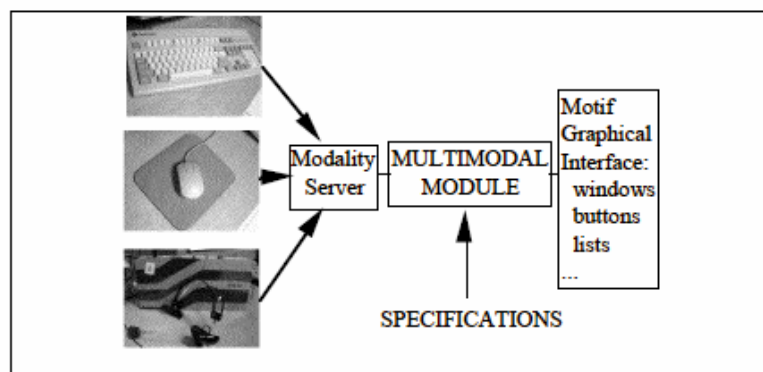 Modality
Server
MULTIMODAL
MODULE
Motif
Graphical
Interface:
windows
buttons
lists
...
SPECIFICATIONS